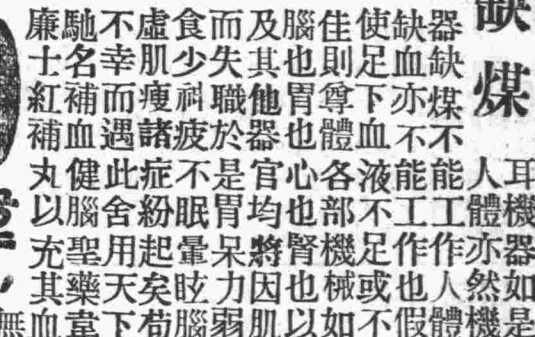 缺煤
耳機器如是
人體亦然機
器缺煤不能工作人體
缺血亦不能工作也假
使足下血液不足或不
佳則尊體各部機械如
腦也胃也心也腎也以
及其他器官均將因肌
而失職於是胃呆力弱
食少神疲不眠暈眩腦
虛肌瘦諸症紛起矣苟
不幸而遇此舍用天下
馳名補血健腦聖藥韋
廉士紅補丸以充其血
無